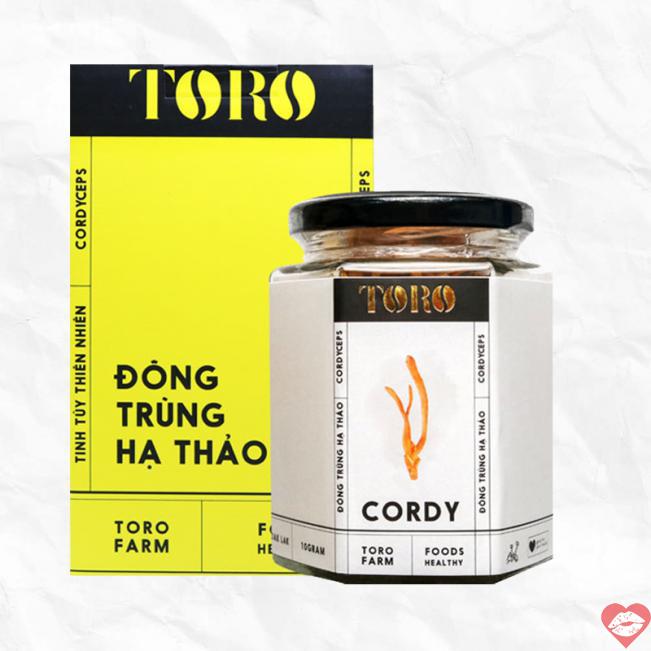 TORO
CORDYCEPS
TINH TÚY THIÊN NHIÊN
ĐÔNG
TRÙNG
HẠ THẢO
TORO
FARM
TORO
CORDYCEPS
ĐÔNG TRÙNG HẠ THẢO
CORDYCEPS
ĐÔNG TRÙNG HẠ THẢO
CORDY
LAK
10GRAM
TORO
FARM
FOODS
HEALTHY